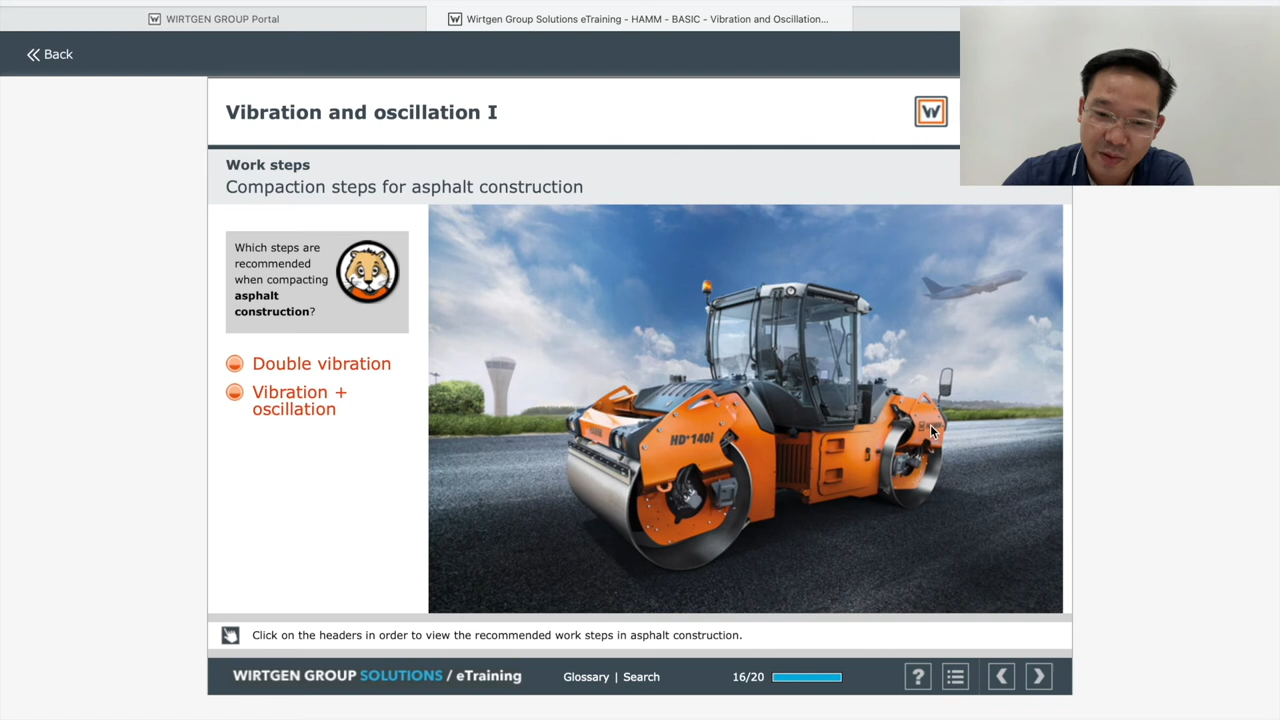 WIRTGEN GROUP Portal
Wirtgen Group Solutions eTraining - HAMM - BASIC - Vibration and Oscillation...
Back
Vibration and oscillation I
W
Work steps
Compaction steps for asphalt construction
Which steps are
recommended
when compacting
asphalt
construction?
Double vibration
Vibration +
oscillation
HD+140i
Click on the headers in order to view the recommended work steps in asphalt construction.
WIRTGEN GROUP SOLUTIONS / eTraining
Glossary | Search
16/20
?